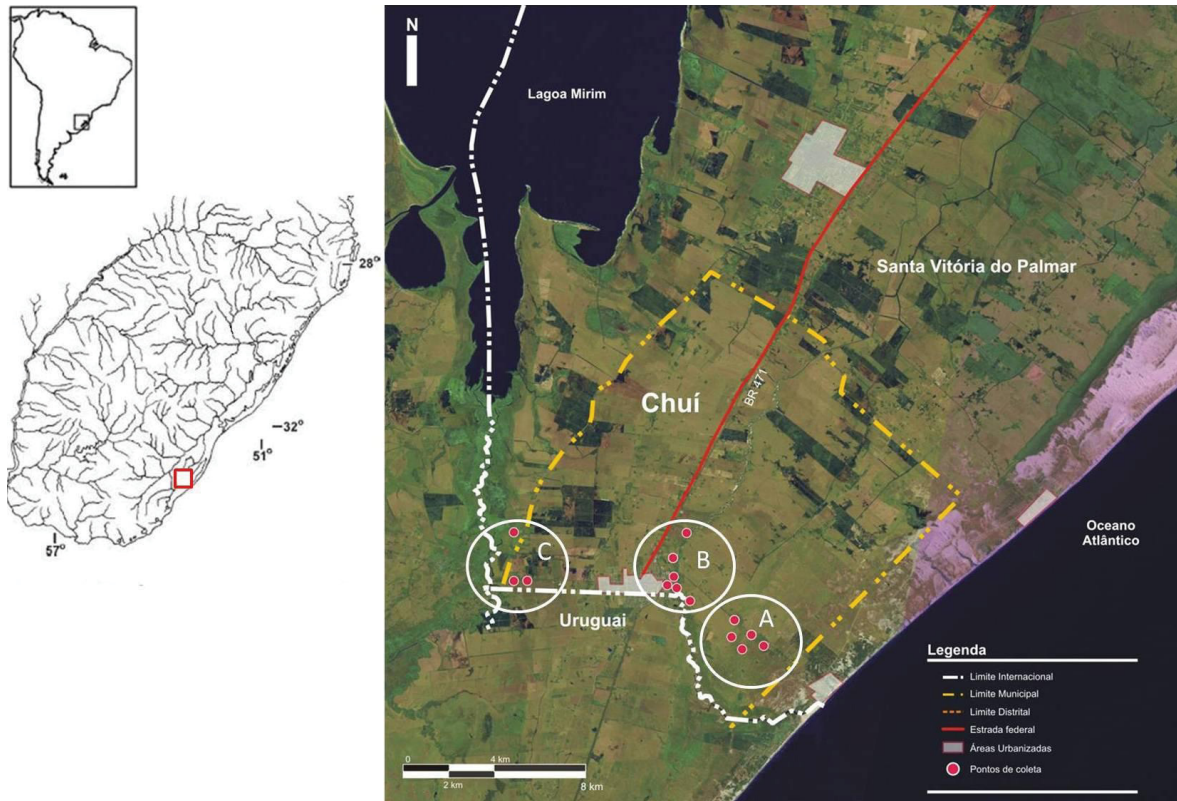 N
Lagoa Mirim
Santa Vitória do Palmar
28°
BR 471
Chuí
32°
51°
57°
Oceano
Atlântico
C
B
A
Uruguai
Legenda
Limite Internacional
Limite Municipal
Limite Distrital
Estrada federal
Áreas Urbanizadas
Pontos de coleta
0 4 km
2 km 8 km